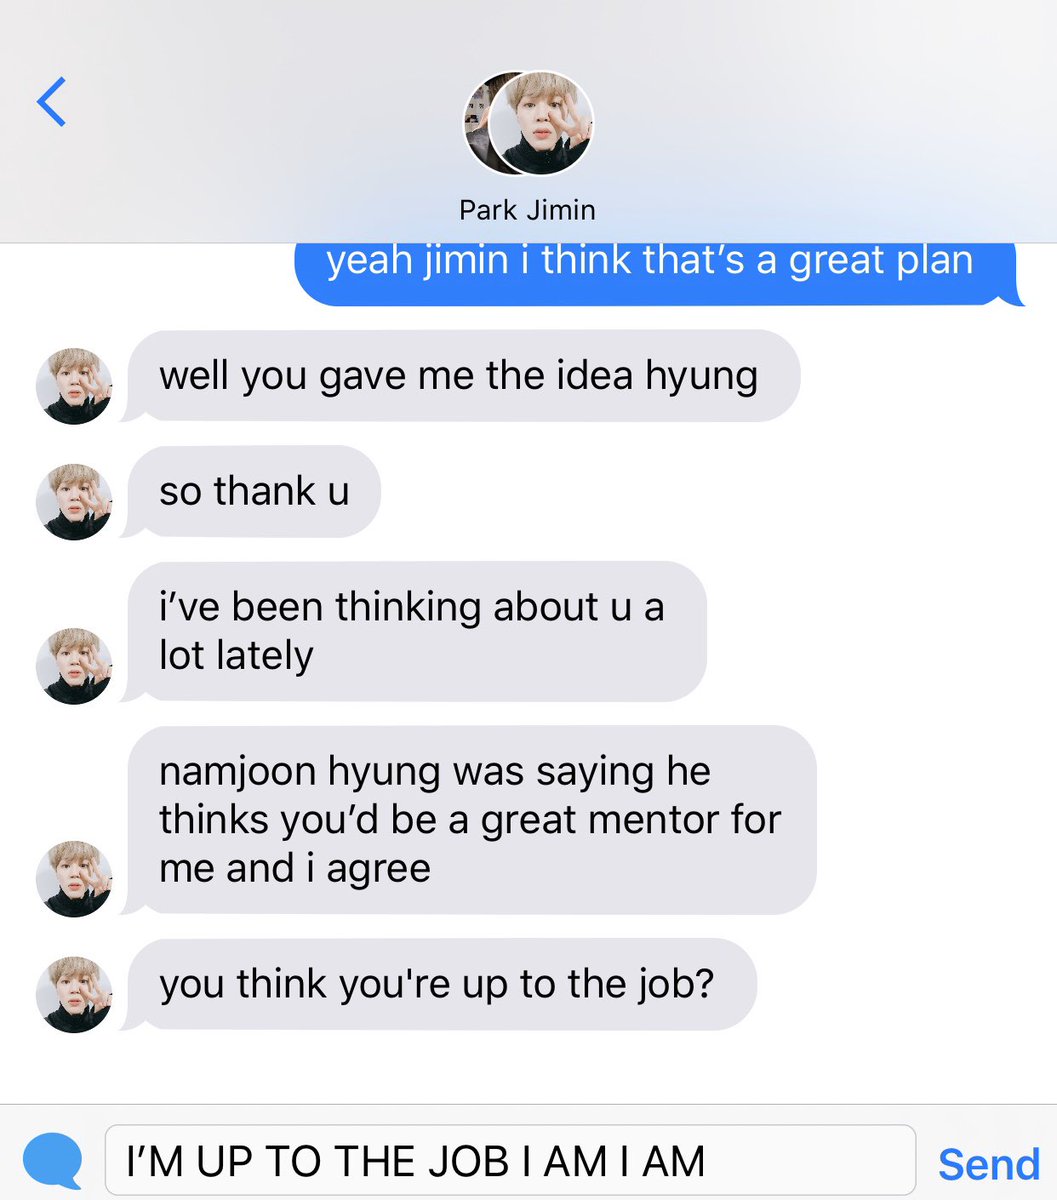 Park Jimin
yeah jimin i think that’s a great plan
well you gave me the idea hyung
so thank u
i’ve been thinking about u a
lot lately
namjoon hyung was saying he
thinks you’d be a great mentor for
me and i agree
you think you're up to the job?
I’M UP TO THE JOB I AM I AM
Send